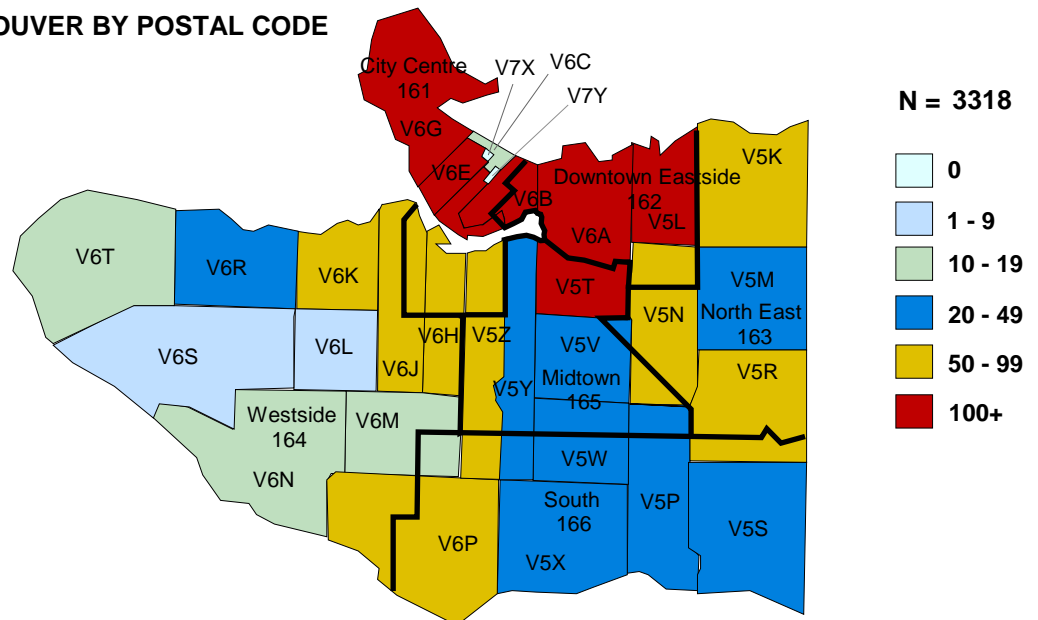 OUVER BY POSTAL CODE
City Centre
161
V7X
V6C
V7Y
V6G
V6E
V6B
Downtown Eastside
162
V5L
V6A
V5K
V6T
V6R
V6K
V5T
V5M
North East
163
V5N
V6S
V6L
V6J
V6H
V5Z
V5Y
V5V
Midtown
165
V5R
Westside
164
V6M
V6N
V5W
South
166
V5P
V5S
V6P
V5X
N = 3318
0
1 - 9
10 - 19
20 - 49
50 - 99
100+